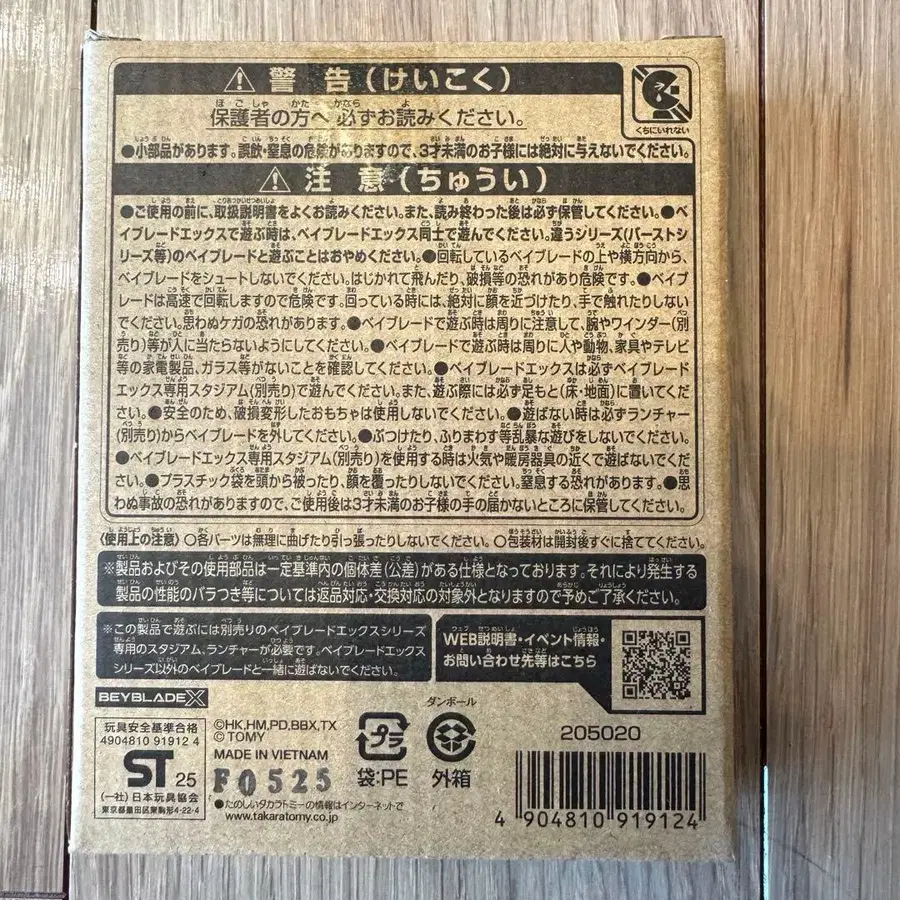 ⚠ 警告(けいこく)
保護者の方へ 必ずお読みください。
くちにいれない
●小部品があります。誤飲・窒息の危険がありますので、3才未満のお子様には絶対に与えないでください。
⚠ 注意(ちゅうい)
●ご使用の前に、取扱説明書をよくお読みください。また、読み終わった後は必ず保管してください。●ベ
イブレードエックスで遊ぶ時は、ベイブレードエックス同士で遊んでください。違うシリーズ(バースト
シリーズ等)のベイブレードと遊ぶことはおやめください。●回転しているベイブレードの上や横方向から、
ベイブレードをシュートしないでください。はじかれて飛んだり、破損等の恐れがあり危険です。●ベイブ
レードは高速で回転しますので危険です。回っている時には、絶対に顔を近づけたり、手で触れたりしない
でください。思わぬケガの恐れがあります。●ベイブレードで遊ぶ時は周りに注意して、腕やワインダー(別
売り)等が人に当たらないようにしてください。●ベイブレードで遊ぶ時は周りに人や動物、家具やテレビ
等の家電製品、ガラス等がないことを確認してください。●ベイブレードエックスは必ずベイブレード
エックス専用スタジアム(別売り)で遊んでください。また、遊ぶ際には必ず足もと(床・地面)に置いてくだ
さい。●安全のため、破損変形したおもちゃは使用しないでください。●遊ばない時は必ずランチャー
(別売り)からベイブレードを外してください。●ぶつけたり、ふりまわす等乱暴な遊びをしないでください。
●ベイブレードエックス専用スタジアム(別売り)を使用する時は火気や暖房器具の近くで遊ばないでくだ
さい。●プラスチック袋を頭から被ったり、顔を覆ったりしないでください。窒息する恐れがあります。●思
わぬ事故の恐れがありますので、ご使用後は3才未満のお子様の手の届かないところに保管してください。
〈使用上の注意〉○各パーツは無理に曲げたり引っ張ったりしないでください。○包装材は開封後すぐに捨ててください。
※製品およびその使用部品は一定基準内の個体差(公差)がある仕様となっております。それにより発生する
製品の性能のバラつき等については返品対応・交換対応の対象外となりますので予めご了承ください。
※この製品で遊ぶには別売りのベイブレードエックスシリーズ
専用のスタジアム、ランチャーが必要です。ベイブレードエックス
シリーズ以外のベイブレードと一緒に遊ばないでください。
WEB説明書・イベント情報・
お問い合わせ先等はこちら
BEYBLADE X
玩具安全基準合格
4904810 91912 4
ST 25
(一社)日本玩具協会
東京都墨田区東駒形4-22-4
©HK,HM,PD,BBX,TX
© TOMY
MADE IN VIETNAM
F0525
●たのしいタカラトミーの情報はインターネットで
www.takaratomy.co.jp
プラ
袋:PE
ダンボール
外箱
205020
4 904810 919124